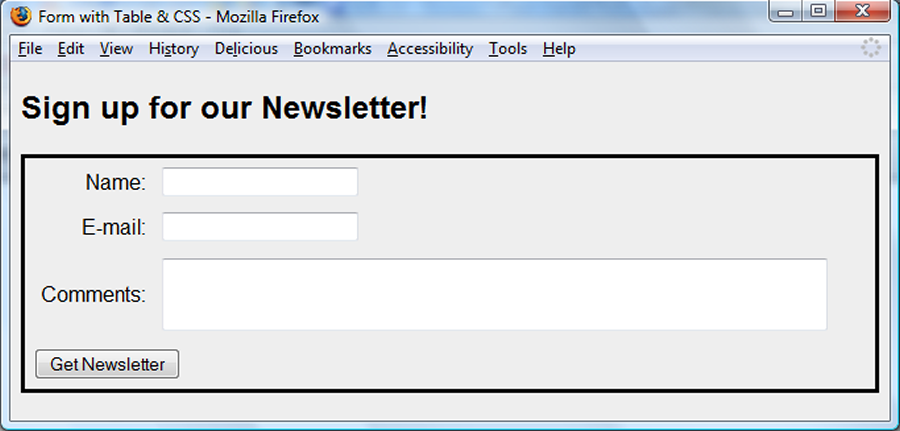 Form with Table & CSS - Mozilla Firefox
File Edit View History Delicious Bookmarks Accessibility Tools Help
Sign up for our Newsletter!
Name:
E-mail:
Comments:
Get Newsletter